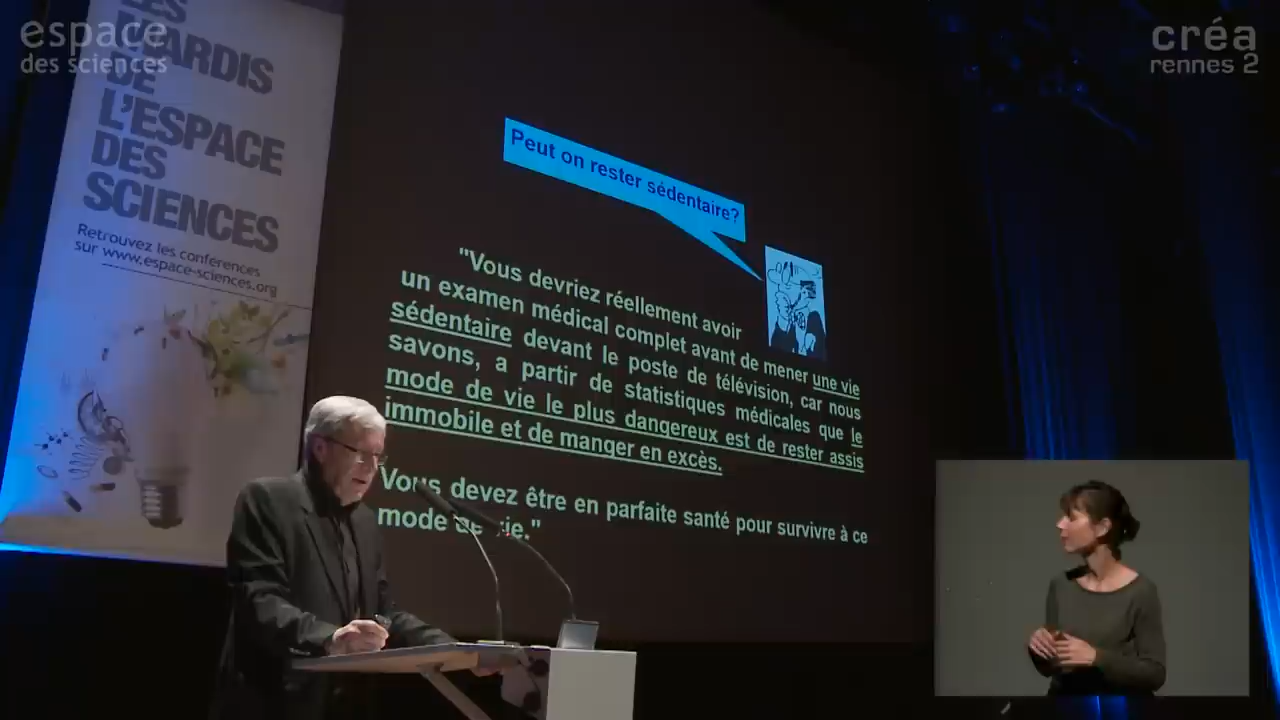 espace
des sciences
LES
MARDIS
DE
L'ESPACE
DES
SCIENCES
Retrouvez les conférences
sur www.espace-sciences.org
créa
rennes 2
Peut on rester sédentaire?
"Vous devriez réellement avoir
un examen médical complet avant de mener une vie
sédentaire devant le poste de télévision, car nous
savons, a partir de statistiques médicales que le
mode de vie le plus dangereux est de rester assis
immobile et de manger en excès.
Vous devez être en parfaite santé pour survivre à ce
mode de vie."